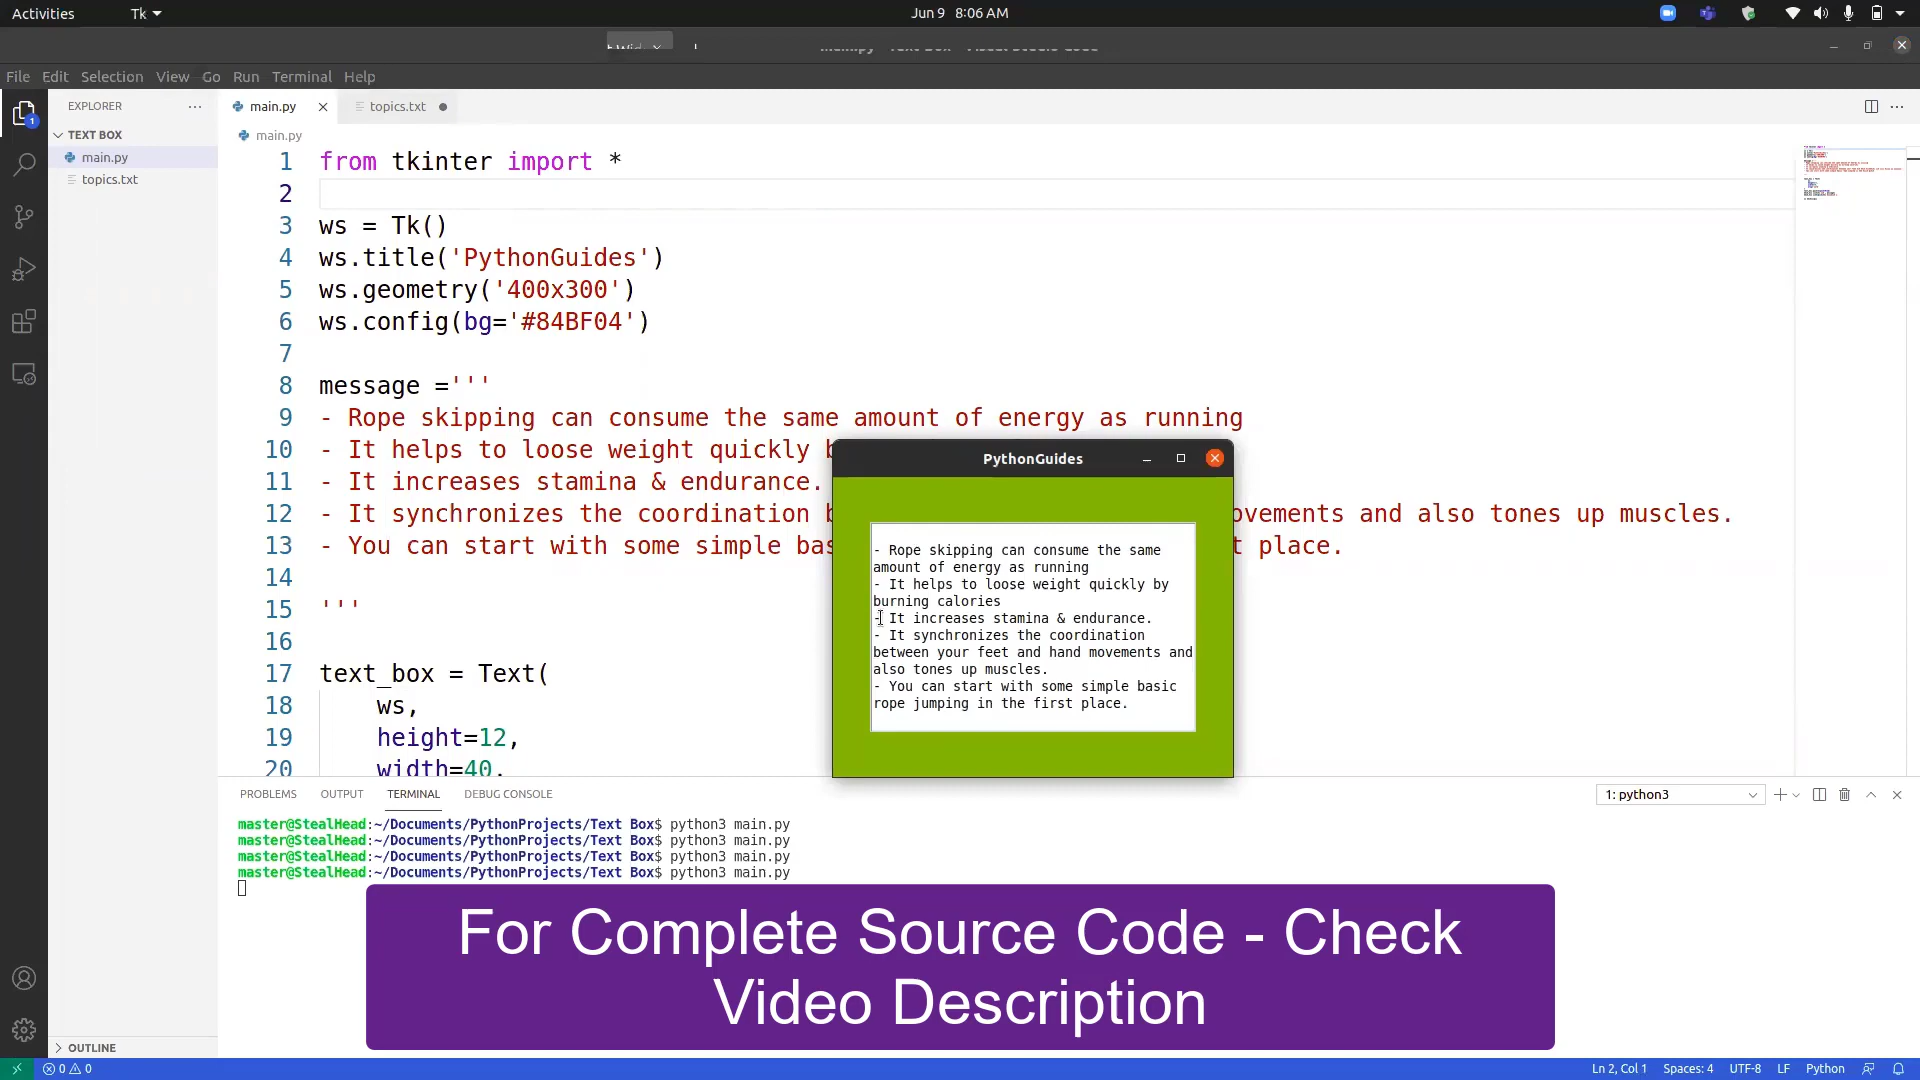 Activities
Tk
Jun 9 8:06 AM
File Edit Selection View Go Run Terminal Help
EXPLORER
main.py
topics.txt
TEXT BOX
main.py
main.py
topics.txt
1 from tkinter import *
2
3 ws = Tk()
4 ws.title('PythonGuides')
5 ws.geometry('400x300')
6 ws.config(bg='#84BF04')
7
8 message ='''
9 - Rope skipping can consume the same amount of energy as running
10 - It helps to loose weight quickly
11 - It increases stamina & endurance.
12 - It synchronizes the coordination ovements and also tones up muscles.
13 - You can start with some simple bas t place.
14
15 '''
16
17 text_box = Text(
18 ws,
19 height=12,
20 width=40,
PythonGuides
- Rope skipping can consume the same
amount of energy as running
- It helps to loose weight quickly by
burning calories
- It increases stamina & endurance.
- It synchronizes the coordination
between your feet and hand movements and
also tones up muscles.
- You can start with some simple basic
rope jumping in the first place.
PROBLEMS OUTPUT TERMINAL DEBUG CONSOLE
1: python3
master@StealHead:~/Documents/PythonProjects/Text Box$ python3 main.py
master@StealHead:~/Documents/PythonProjects/Text Box$ python3 main.py
master@StealHead:~/Documents/PythonProjects/Text Box$ python3 main.py
master@StealHead:~/Documents/PythonProjects/Text Box$ python3 main.py
For Complete Source Code - Check
Video Description
OUTLINE
0 0
Ln 2, Col 1 Spaces: 4 UTF-8 LF Python